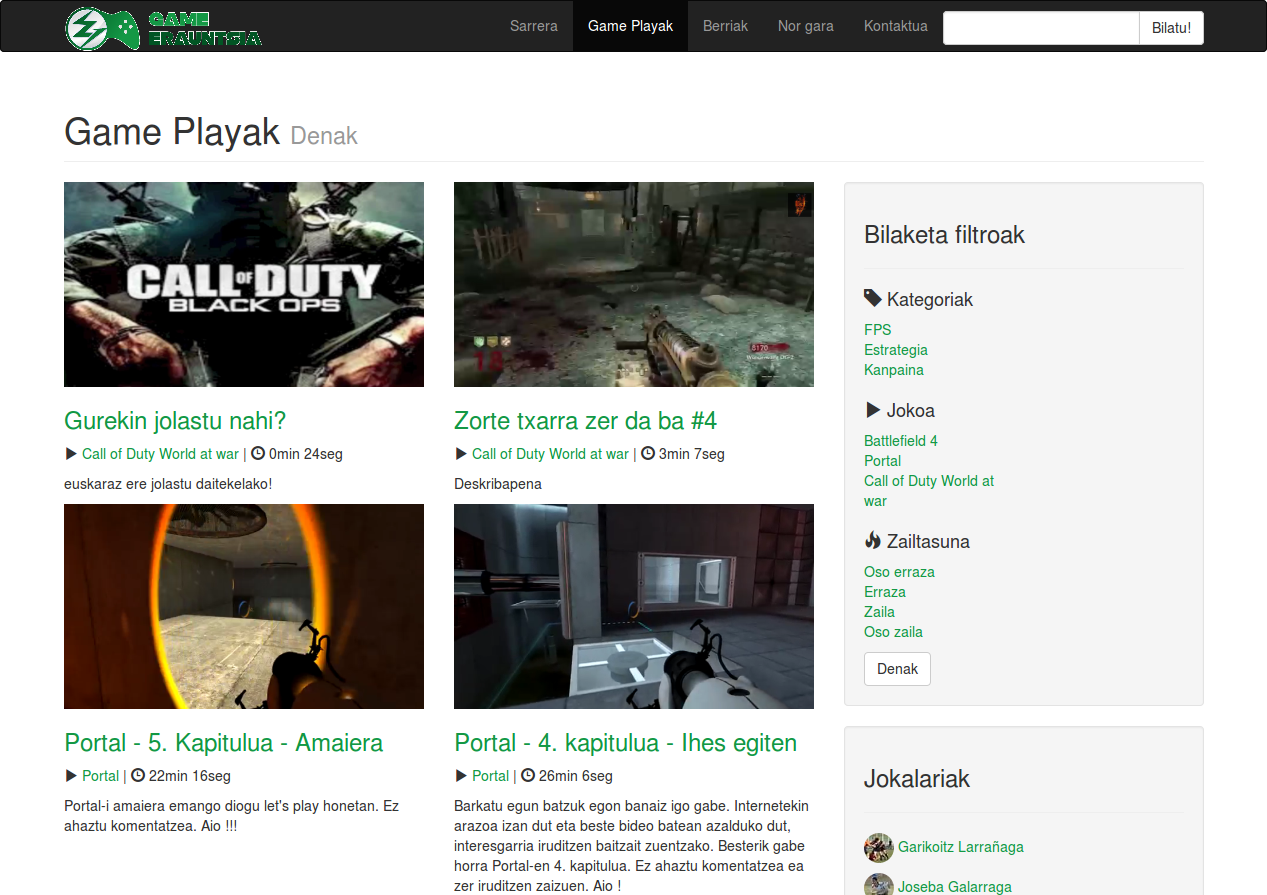 GAME
ERAUNTSIA
Sarrera
Game Playak
Berriak
Nor gara
Kontaktua
Bilatu!
Game Playak Denak
CALL OF DUTY
BLACK OPS
Gurekin jolastu nahi?
Call of Duty World at war | 0min 24seg
euskaraz ere jolastu daitekelako!
18
Zorte txarra zer da ba #4
Call of Duty World at war | 3min 7seg
Deskribapena
Portal - 5. Kapitulua - Amaiera
Portal | 22min 16seg
Portal-i amaiera emango diogu let's play honetan. Ez
ahaztu komentatzea. Aio !!!
Portal - 4. kapitulua - Ihes egiten
Portal | 26min 6seg
Barkatu egun batzuk egon banaiz igo gabe. Internetekin
arazoa izan dut eta beste bideo batean azalduko dut,
interesgarria iruditzen baitzait zuentzako. Besterik gabe
horra Portal-en 4. kapitulua. Ez ahaztu komentatzea ea
zer iruditzen zaizuen. Aio !
Bilaketa filtroak
Kategoriak
FPS
Estrategia
Kanpaina
Jokoa
Battlefield 4
Portal
Call of Duty World at
war
Zailtasuna
Oso erraza
Erraza
Zaila
Oso zaila
Denak
Jokalariak
Garikoitz Larrañaga
Joseba Galarraga